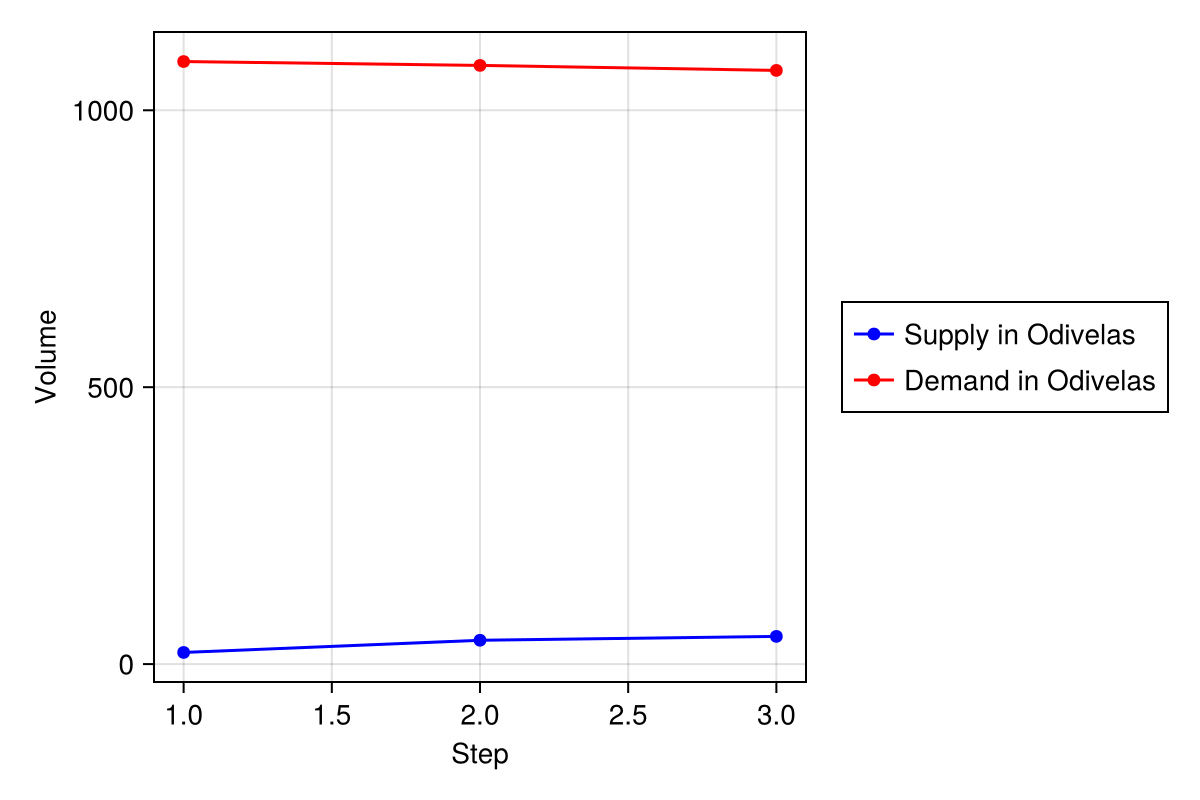 1000
500
0
Volume
1.0 1.5 2.0 2.5 3.0
Step
Supply in Odivelas
Demand in Odivelas